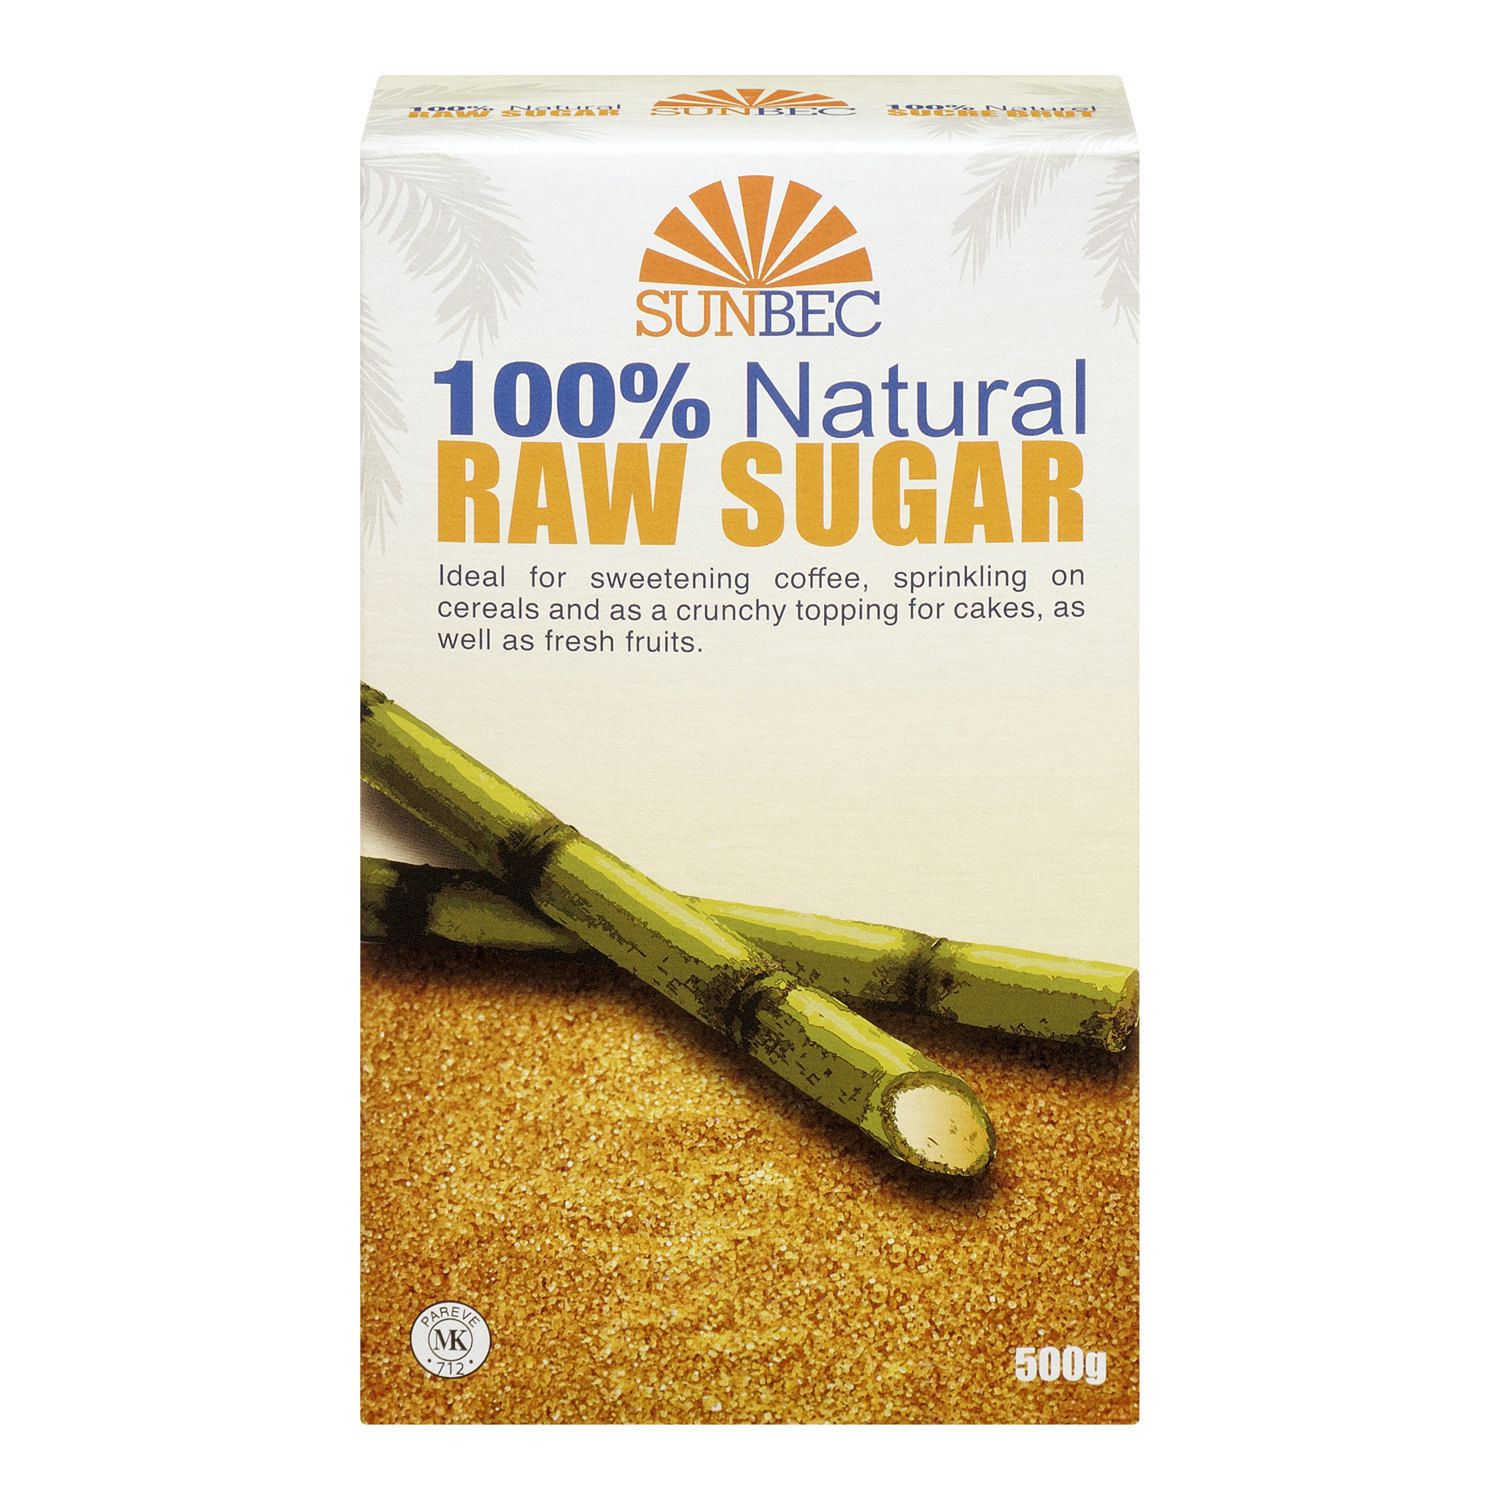 100% Natural
RAW SUGAR
SUNBEC
100% Naturel
SUCRE BRUT
SUNBEC
100% Natural
RAW SUGAR
Ideal for sweetening coffee, sprinkling on
cereals and as a crunchy topping for cakes, as
well as fresh fruits.
PAREVE
MK
• 712 •
500g